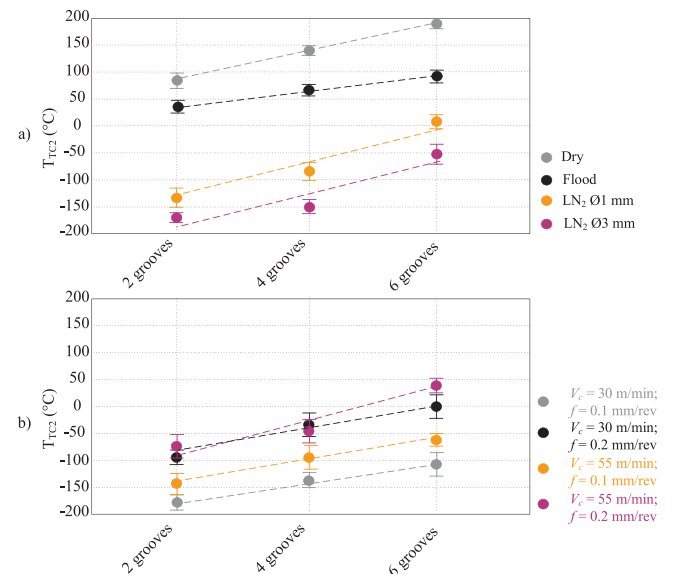 200
150
100
50
0
-50
-100
-150
-200
a)
T_TC2 (°C)
2 grooves
4 grooves
6 grooves
Dry
Flood
LN₂ Ø1 mm
LN₂ Ø3 mm
200
150
100
50
0
-50
-100
-150
-200
b)
T_TC2 (°C)
2 grooves
4 grooves
6 grooves
V_c = 30 m/min;
f = 0.1 mm/rev
V_c = 30 m/min;
f = 0.2 mm/rev
V_c = 55 m/min;
f = 0.1 mm/rev
V_c = 55 m/min;
f = 0.2 mm/rev